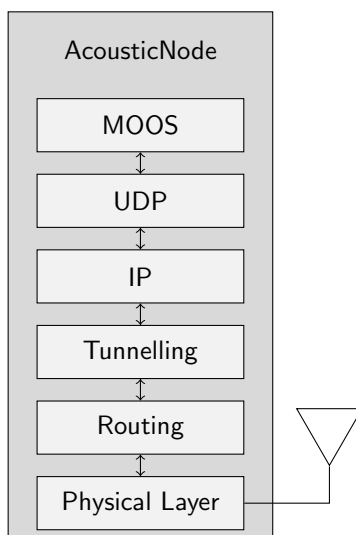 AcousticNode
MOOS
UDP
IP
Tunnelling
Routing
Physical Layer